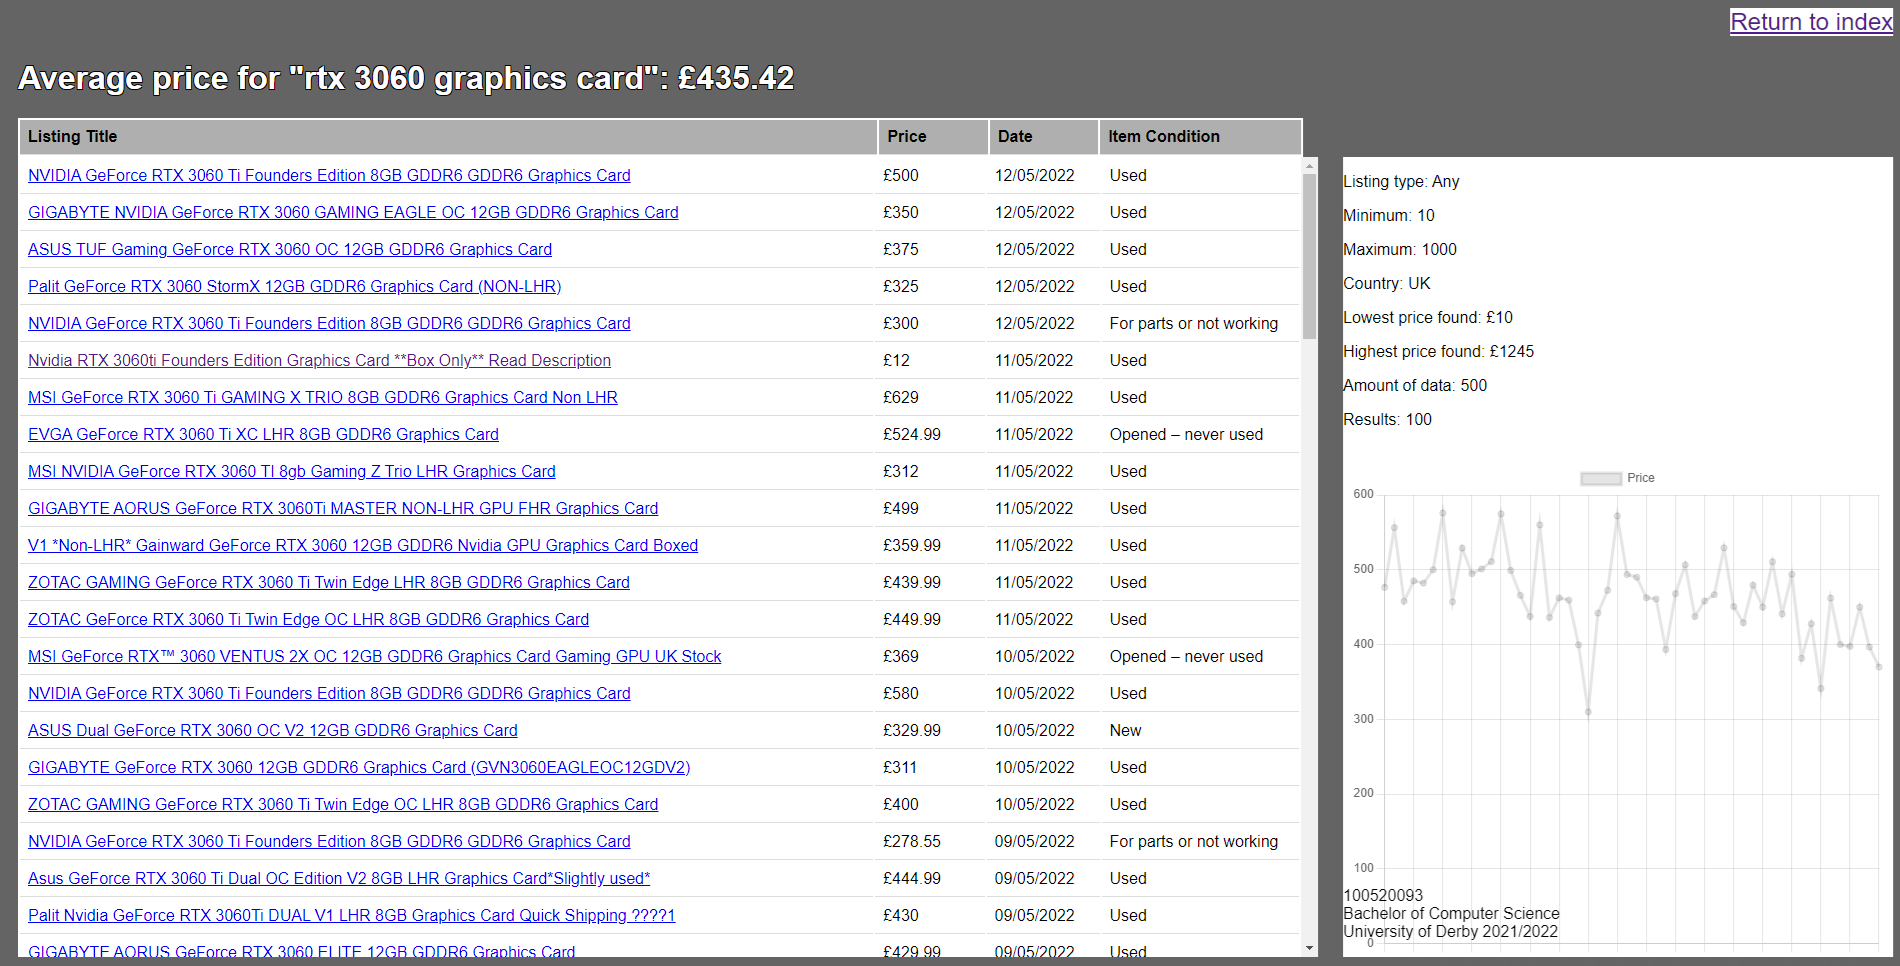 Return to index
Average price for "rtx 3060 graphics card": £435.42
Listing Title Price Date Item Condition
NVIDIA GeForce RTX 3060 Ti Founders Edition 8GB GDDR6 GDDR6 Graphics Card £500 12/05/2022 Used
GIGABYTE NVIDIA GeForce RTX 3060 GAMING EAGLE OC 12GB GDDR6 Graphics Card £350 12/05/2022 Used
ASUS TUF Gaming GeForce RTX 3060 OC 12GB GDDR6 Graphics Card £375 12/05/2022 Used
Palit GeForce RTX 3060 StormX 12GB GDDR6 Graphics Card (NON-LHR) £325 12/05/2022 Used
NVIDIA GeForce RTX 3060 Ti Founders Edition 8GB GDDR6 GDDR6 Graphics Card £300 12/05/2022 For parts or not working
Nvidia RTX 3060ti Founders Edition Graphics Card **Box Only** Read Description £12 11/05/2022 Used
MSI GeForce RTX 3060 Ti GAMING X TRIO 8GB GDDR6 Graphics Card Non LHR £629 11/05/2022 Used
EVGA GeForce RTX 3060 Ti XC LHR 8GB GDDR6 Graphics Card £524.99 11/05/2022 Opened – never used
MSI NVIDIA GeForce RTX 3060 TI 8gb Gaming Z Trio LHR Graphics Card £312 11/05/2022 Used
GIGABYTE AORUS GeForce RTX 3060Ti MASTER NON-LHR GPU FHR Graphics Card £499 11/05/2022 Used
V1 *Non-LHR* Gainward GeForce RTX 3060 12GB GDDR6 Nvidia GPU Graphics Card Boxed £359.99 11/05/2022 Used
ZOTAC GAMING GeForce RTX 3060 Ti Twin Edge LHR 8GB GDDR6 Graphics Card £439.99 11/05/2022 Used
ZOTAC GeForce RTX 3060 Ti Twin Edge OC LHR 8GB GDDR6 Graphics Card £449.99 11/05/2022 Used
MSI GeForce RTX™ 3060 VENTUS 2X OC 12GB GDDR6 Graphics Card Gaming GPU UK Stock £369 10/05/2022 Opened – never used
NVIDIA GeForce RTX 3060 Ti Founders Edition 8GB GDDR6 GDDR6 Graphics Card £580 10/05/2022 Used
ASUS Dual GeForce RTX 3060 OC V2 12GB GDDR6 Graphics Card £329.99 10/05/2022 New
GIGABYTE GeForce RTX 3060 12GB GDDR6 Graphics Card (GVN3060EAGLEOC12GDV2) £311 10/05/2022 Used
ZOTAC GAMING GeForce RTX 3060 Ti Twin Edge OC LHR 8GB GDDR6 Graphics Card £400 10/05/2022 Used
NVIDIA GeForce RTX 3060 Ti Founders Edition 8GB GDDR6 GDDR6 Graphics Card £278.55 09/05/2022 For parts or not working
Asus GeForce RTX 3060 Ti Dual OC Edition V2 8GB LHR Graphics Card*Slightly used* £444.99 09/05/2022 Used
Palit Nvidia GeForce RTX 3060Ti DUAL V1 LHR 8GB Graphics Card Quick Shipping ????1 £430 09/05/2022 Used
GIGABYTE AORUS GeForce RTX 3060 ELITE 12GB GDDR6 Graphics Card £429.99 09/05/2022 Used
Listing type: Any
Minimum: 10
Maximum: 1000
Country: UK
Lowest price found: £10
Highest price found: £1245
Amount of data: 500
Results: 100
Price
600
500
400
300
200
100
100520093
Bachelor of Computer Science
University of Derby 2021/2022
0